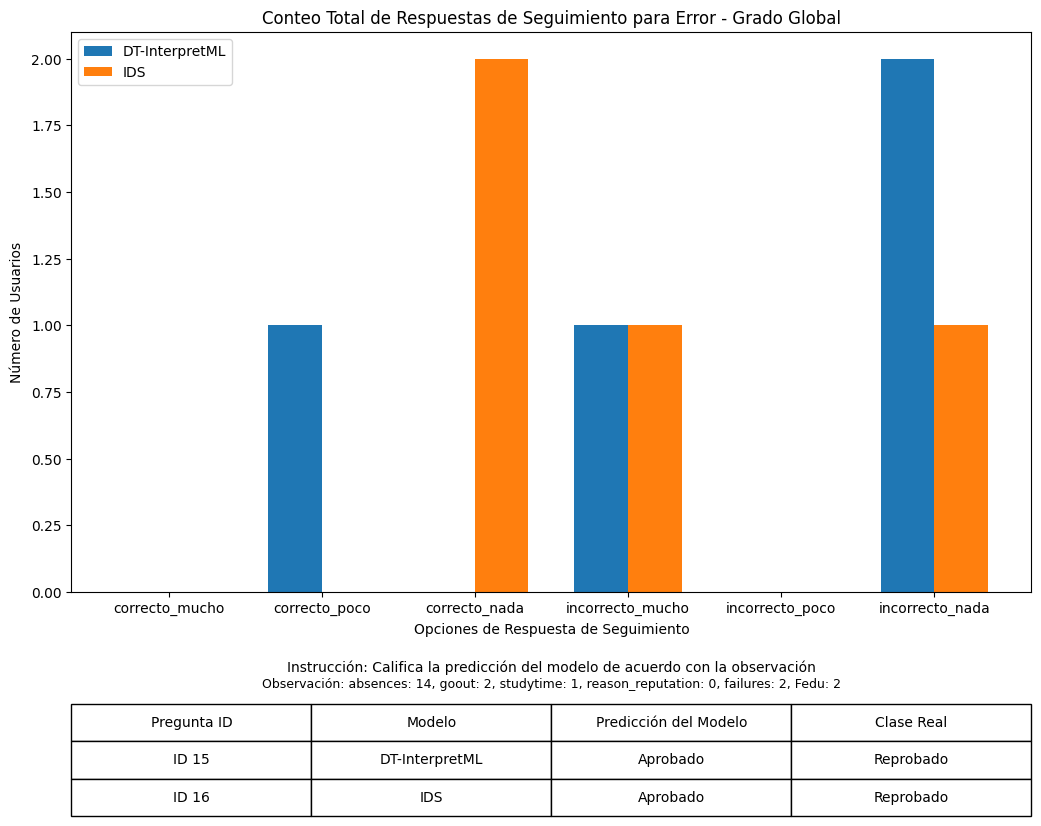 Conteo Total de Respuestas de Seguimiento para Error - Grado Global
DT-InterpretML
IDS
Número de Usuarios
2.00
1.75
1.50
1.25
1.00
0.75
0.50
0.25
0.00
correcto_mucho correcto_poco correcto_nada incorrecto_mucho incorrecto_poco incorrecto_nada
Opciones de Respuesta de Seguimiento
Instrucción: Califica la predicción del modelo de acuerdo con la observación
Observación: absences: 14, goout: 2, studytime: 1, reason_reputation: 0, failures: 2, Fedu: 2
Pregunta ID Modelo Predicción del Modelo Clase Real
ID 15 DT-InterpretML Aprobado Reprobado
ID 16 IDS Aprobado Reprobado